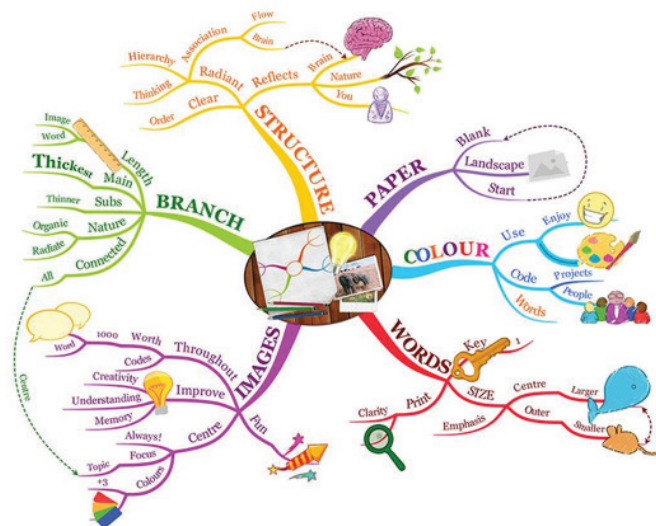 STRUCTURE
Clear
Order
Radiant
Thinking
Hierarchy
Association
Flow
Brain
Reflects
Brain
Nature
You
PAPER
Blank
Landscape
Start
COLOUR
Use
Enjoy
Code
Projects
People
Words
WORDS
Key
1
SIZE
Centre
Larger
Outer
Smaller
Emphasis
Print
Clarity
IMAGES
Throughout
Worth
1000
Word
Codes
Improve
Creativity
Understanding
Memory
Centre
Always!
Focus
Topic
Colours
+3
Fun
BRANCH
Length
Image
Word
Main
Thickest
Subs
Thinner
Nature
Organic
Radiate
Connected
All
Centre